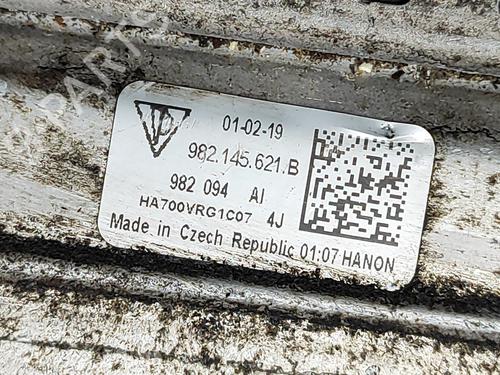 01-02-19
982.145.621.B
982 094 AI
HA700VRG1C07 4J
Made in Czech Republic 01:07 HANON